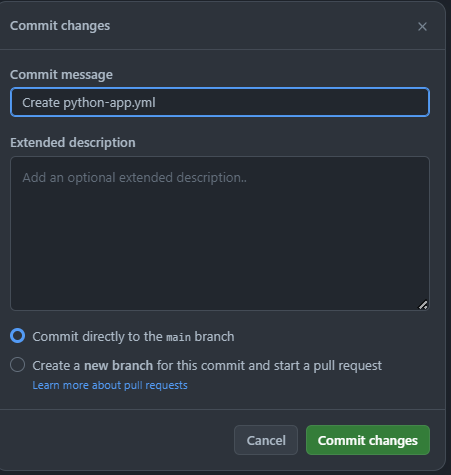 Commit changes
Commit message
Create python-app.yml
Extended description
Add an optional extended description..
Commit directly to the main branch
Create a new branch for this commit and start a pull request
Learn more about pull requests
Cancel
Commit changes